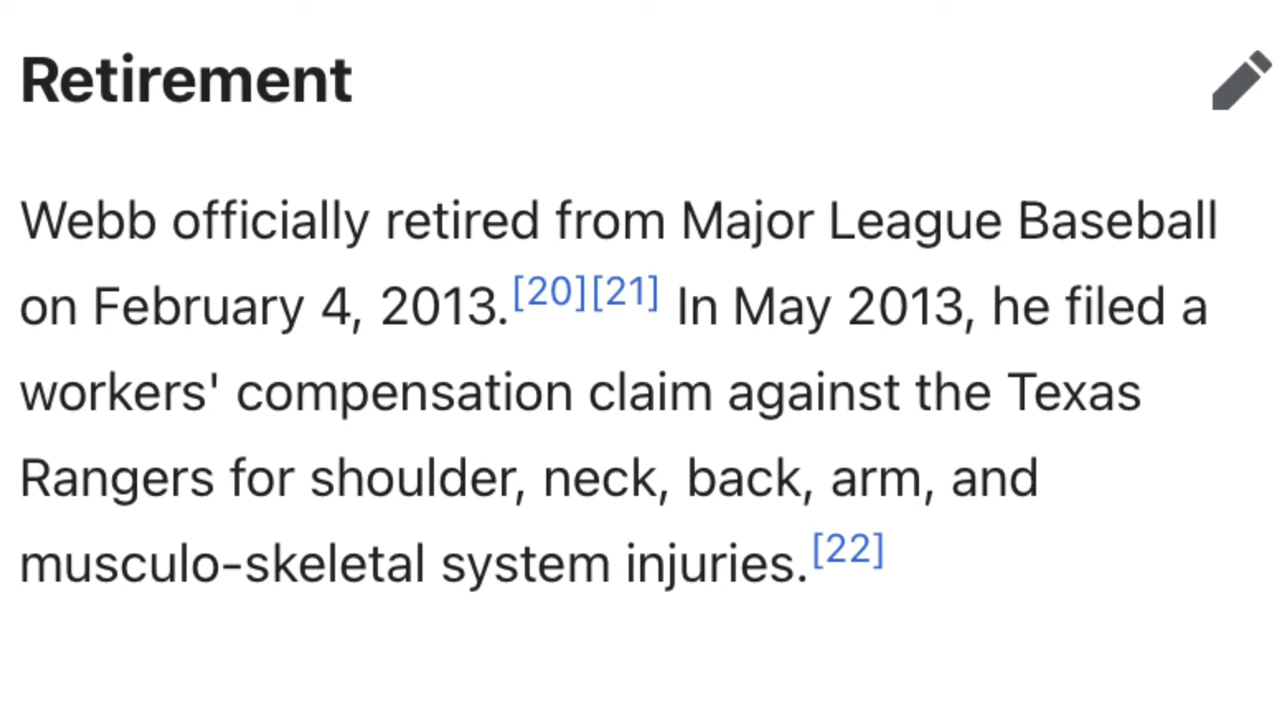 Retirement
Webb officially retired from Major League Baseball
on February 4, 2013.[20][21] In May 2013, he filed a
workers' compensation claim against the Texas
Rangers for shoulder, neck, back, arm, and
musculo-skeletal system injuries.[22]